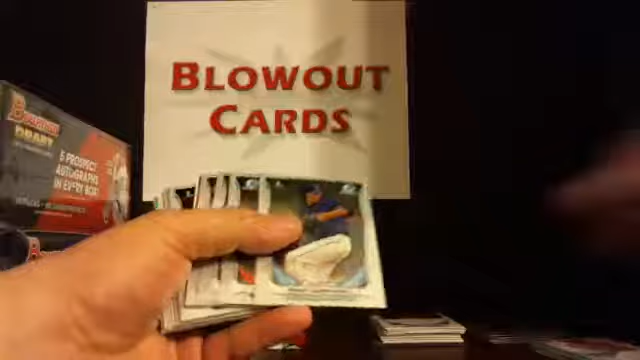 BLOWOUT
CARDS
BOWMAN
DRAFT
5 PROSPECT
AUTOGRAPHS
IN EVERY BOX!